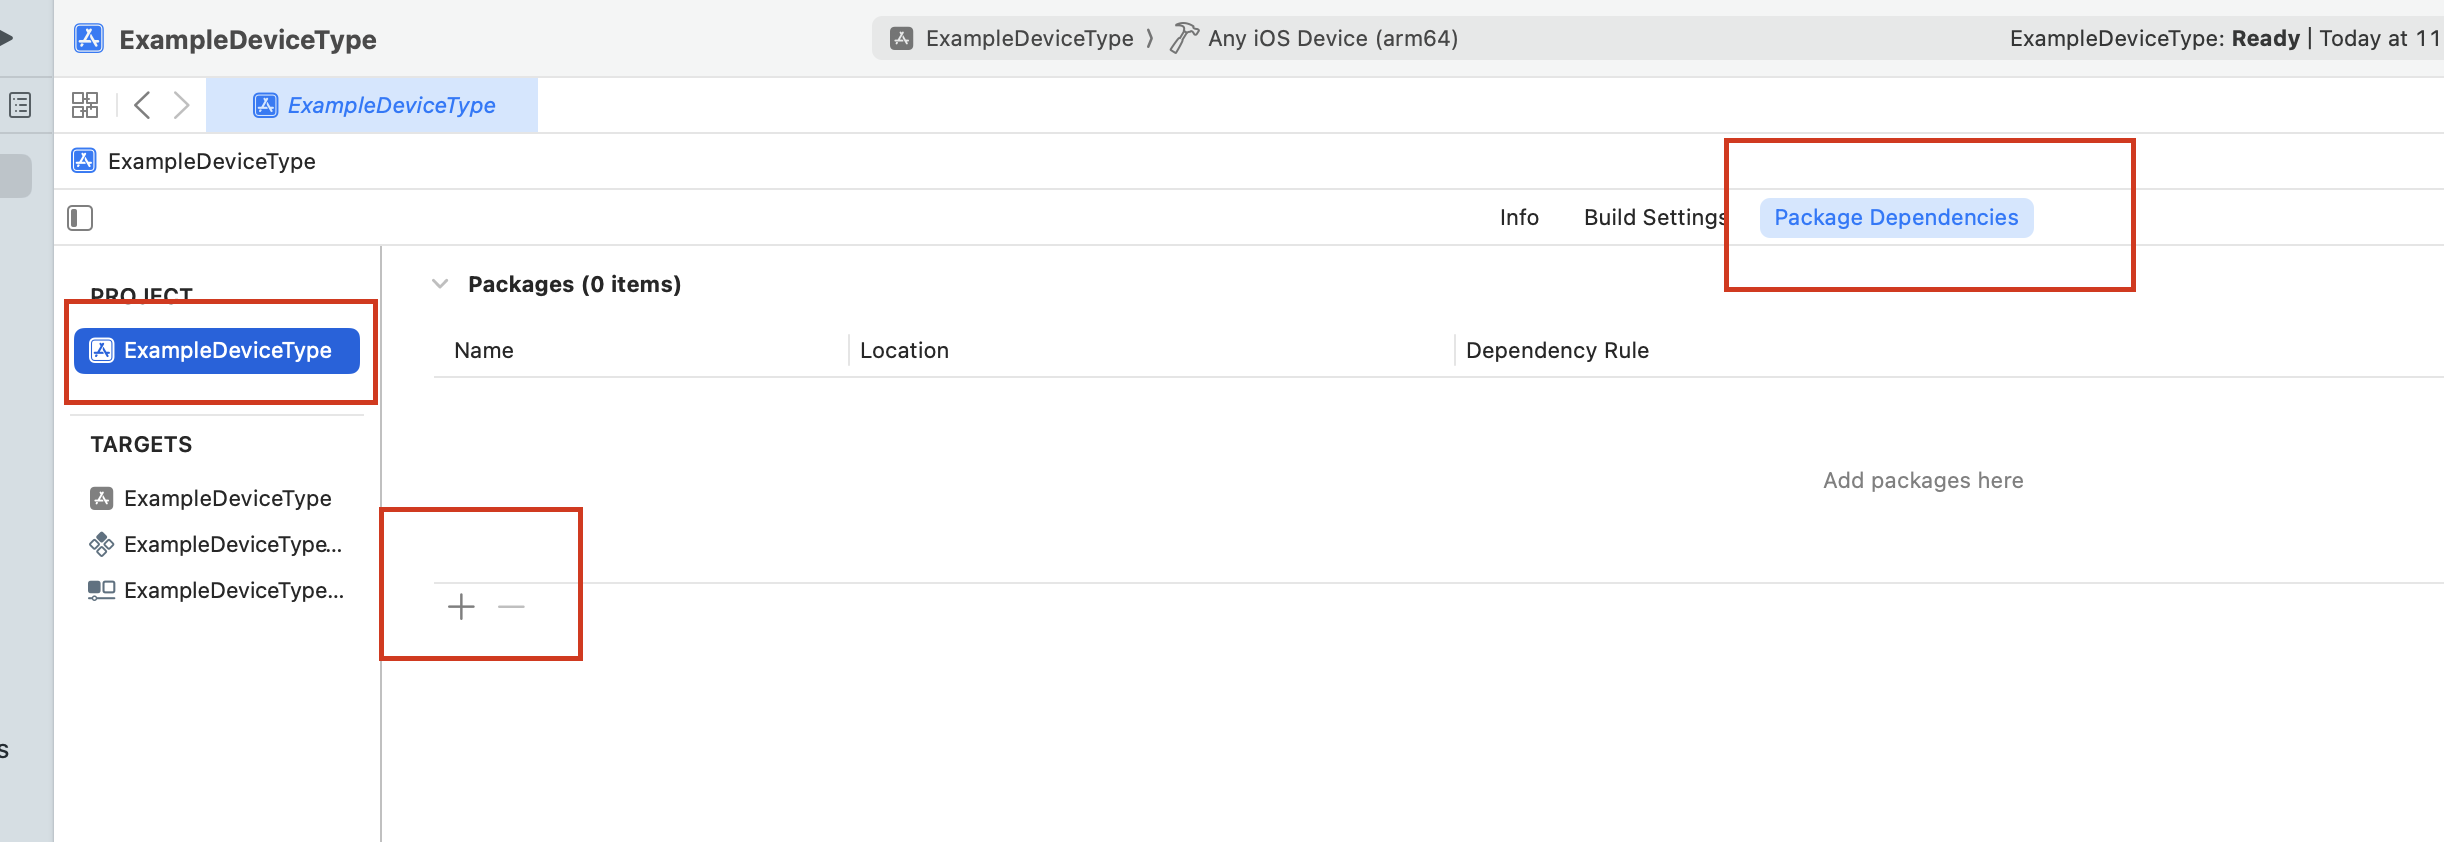 ExampleDeviceType
ExampleDeviceType 〉 Any iOS Device (arm64)
ExampleDeviceType: Ready | Today at 11
ExampleDeviceType
ExampleDeviceType
Info Build Settings Package Dependencies
PROJECT
ExampleDeviceType
TARGETS
ExampleDeviceType
ExampleDeviceType...
ExampleDeviceType...
Packages (0 items)
Name Location Dependency Rule
Add packages here
s